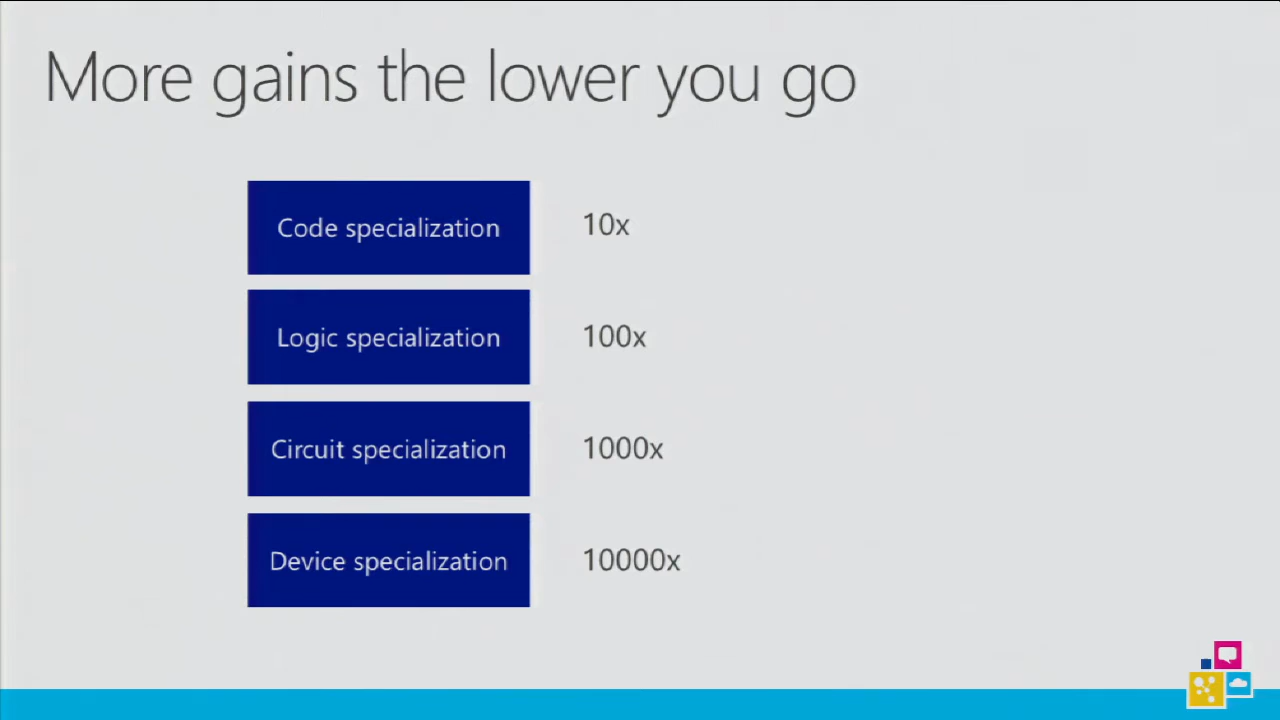 More gains the lower you go
Code specialization 10x
Logic specialization 100x
Circuit specialization 1000x
Device specialization 10000x